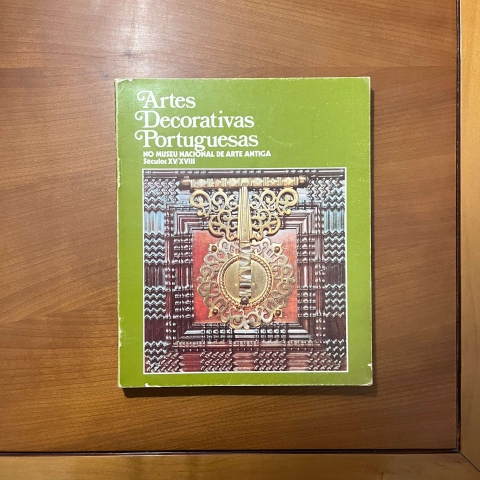 Artes
Decorativas
Portuguesas
NO MUSEU NACIONAL DE ARTE ANTIGA
Séculos XV/XVIII